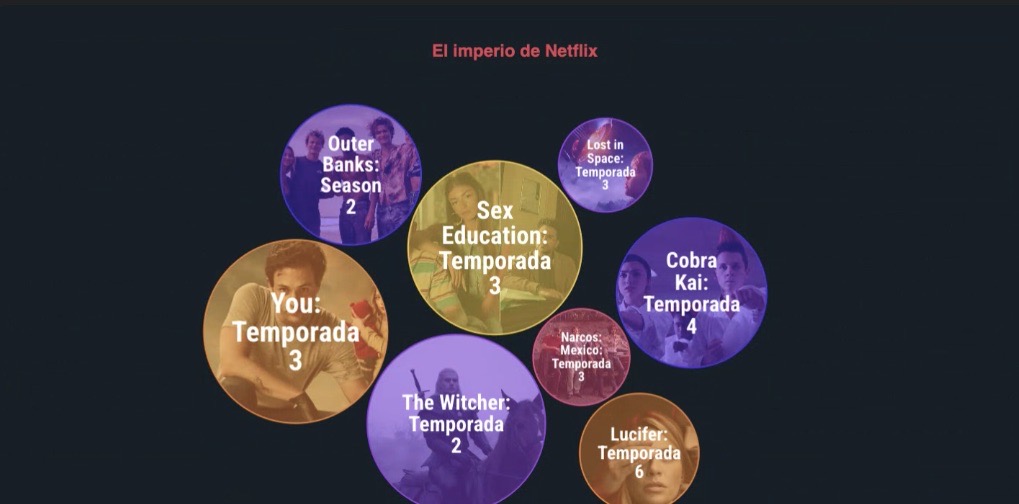 El imperio de Netflix
Outer
Banks:
Season
2
Lost in
Space:
Temporada
3
Sex
Education:
Temporada
3
Cobra
Kai:
Temporada
4
You:
Temporada
3
Narcos:
Mexico:
Temporada
3
The Witcher:
Temporada
2
Lucifer:
Temporada
6